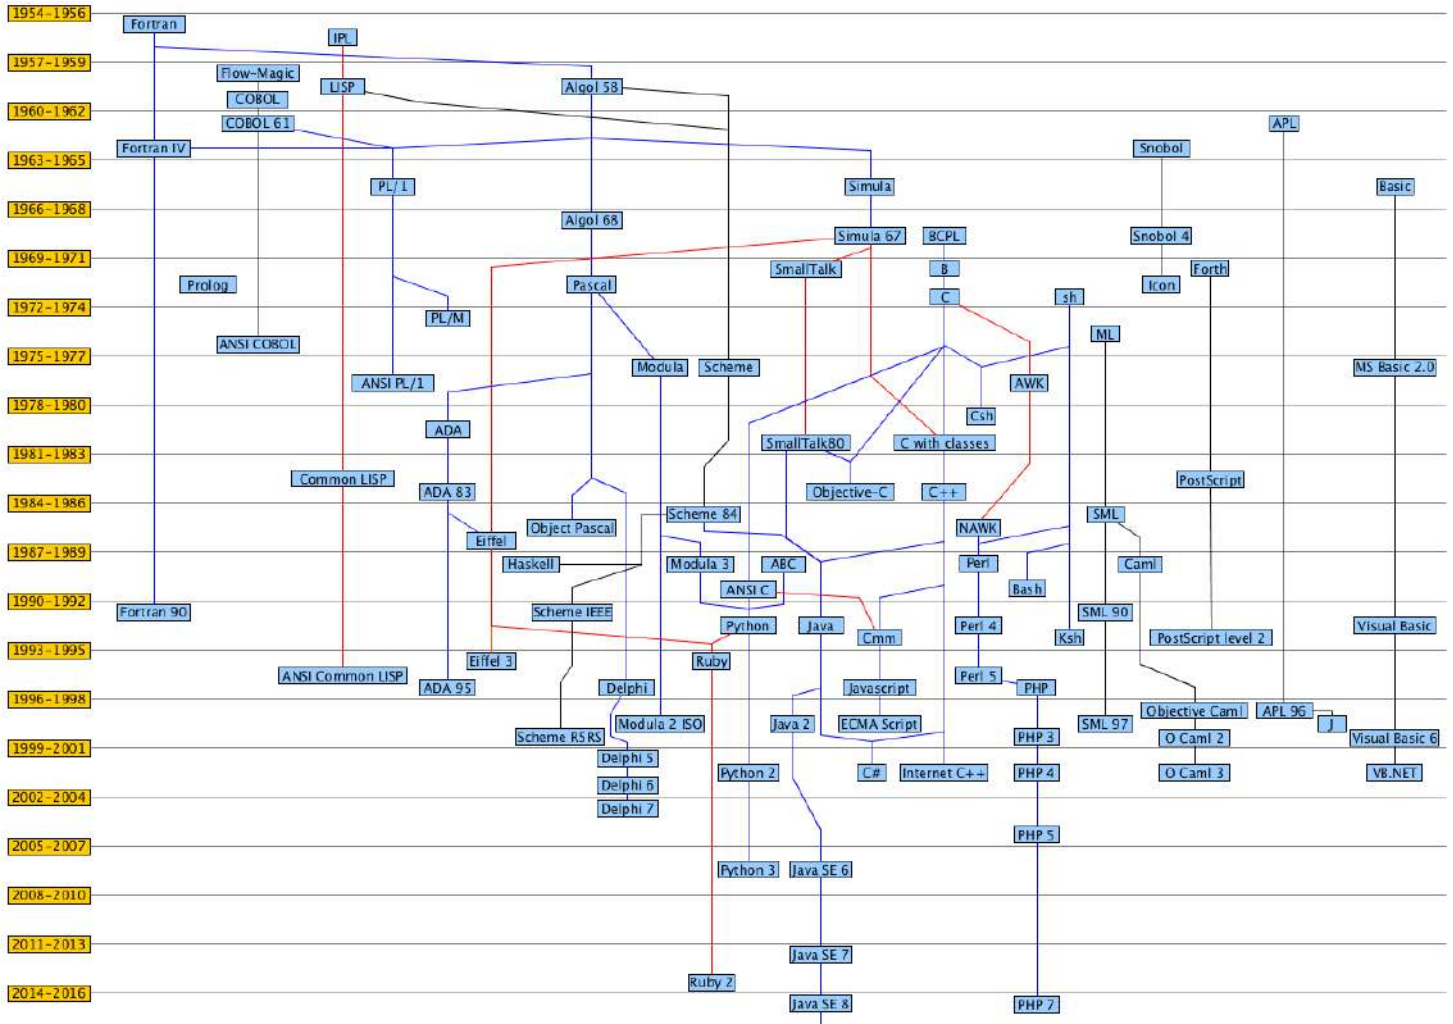 1954-1956
Fortran
IPL
1957-1959
Flow-Magic
LISP
Algol 58
COBOL
1960-1962
COBOL 61
APL
Fortran IV
Snobol
1963-1965
PL/1
Simula
Basic
1966-1968
Algol 68
Simula 67
BCPL
Snobol 4
1969-1971
SmallTalk
B
Forth
Prolog
Pascal
Icon
C
sh
1972-1974
PL/M
ML
ANSI COBOL
1975-1977
Modula
Scheme
MS Basic 2.0
ANSI PL/1
AWK
1978-1980
Csh
ADA
SmallTalk80
C with classes
1981-1983
Common LISP
PostScript
ADA 83
Objective-C
C++
1984-1986
Scheme 84
SML
Object Pascal
NAWK
Eiffel
1987-1989
Haskell
Modula 3
ABC
Perl
Caml
ANSI C
Bash
1990-1992
Fortran 90
Scheme IEEE
SML 90
Python
Java
Perl 4
Visual Basic
Cmm
Ksh
PostScript level 2
1993-1995
Eiffel 3
Ruby
ANSI Common LISP
Perl 5
ADA 95
Delphi
Javascript
PHP
1996-1998
Objective Caml
APL 96
Modula 2 ISO
Java 2
ECMA Script
SML 97
J
Scheme R5RS
PHP 3
O Caml 2
Visual Basic 6
1999-2001
Delphi 5
Python 2
C#
Internet C++
PHP 4
O Caml 3
VB.NET
Delphi 6
2002-2004
Delphi 7
PHP 5
2005-2007
Python 3
Java SE 6
2008-2010
2011-2013
Java SE 7
Ruby 2
2014-2016
Java SE 8
PHP 7